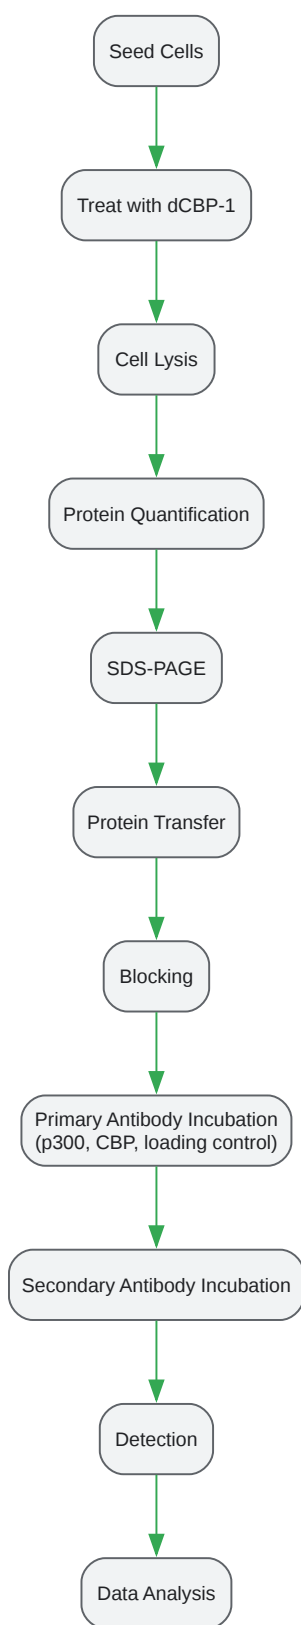 Seed Cells
Treat with dCBP-1
Cell Lysis
Protein Quantification
SDS-PAGE
Protein Transfer
Blocking
Primary Antibody Incubation
(p300, CBP, loading control)
Secondary Antibody Incubation
Detection
Data Analysis